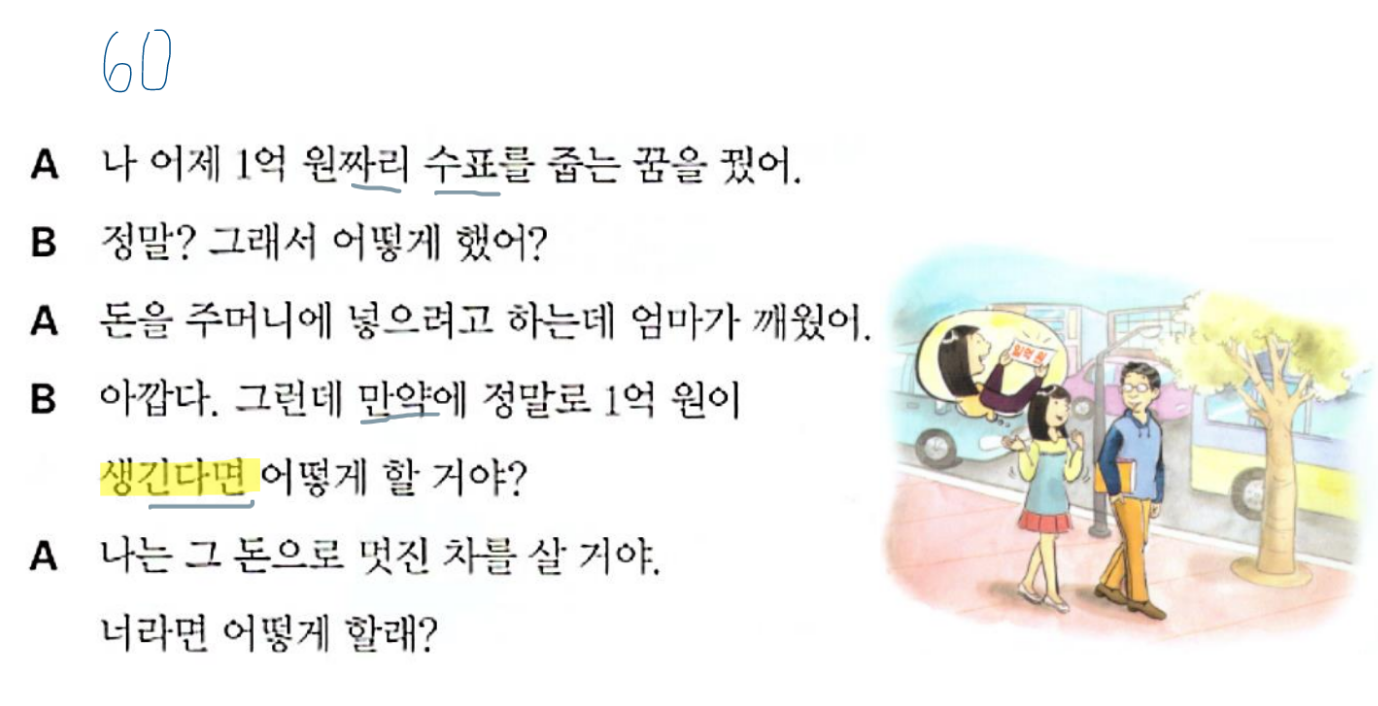 60
A 나 어제 1억 원짜리 수표를 줍는 꿈을 꿨어.
B 정말? 그래서 어떻게 했어?
A 돈을 주머니에 넣으려고 하는데 엄마가 깨웠어.
B 아깝다. 그런데 만약에 정말로 1억 원이
생긴다면 어떻게 할 거야?
일억 원
A 나는 그 돈으로 멋진 차를 살 거야.
너라면 어떻게 할래?